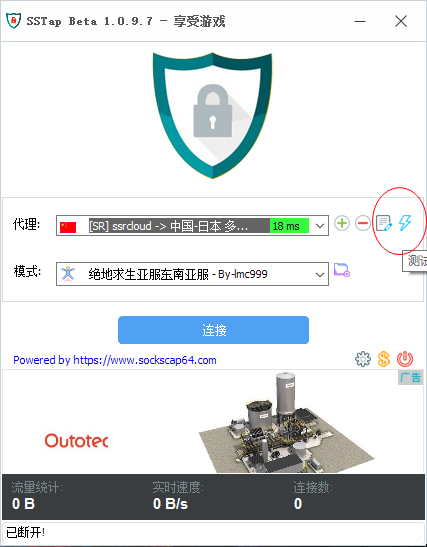 SSTap Beta 1.0.9.7 - 享受游戏
代理: [SR] ssrcloud -> 中国-日本 多... 18 ms
测试
模式: 绝地求生亚服东南亚服 - By-lmc999
连接
Powered by https://www.sockscap64.com
广告
Outotec
流量统计: 实时速度: 连接数:
0 B 0 B/s 0
已断开!